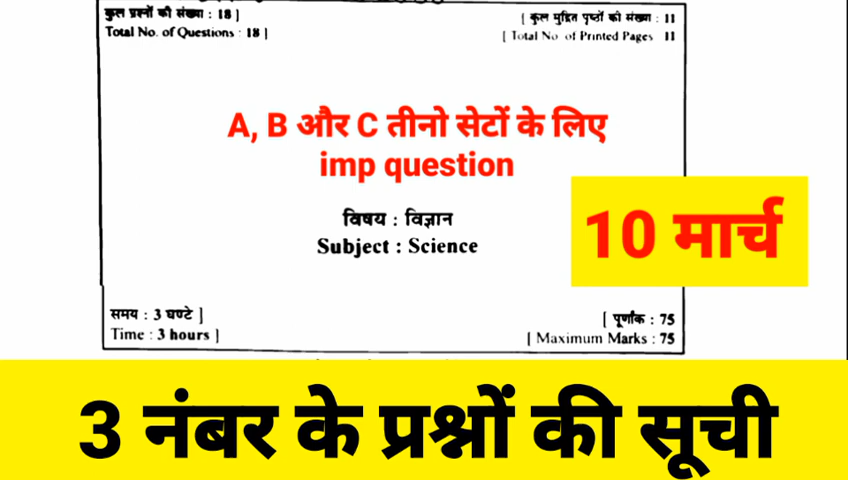 कुल प्रश्नों की संख्या : 18 ]
[ कुल मुद्रित पृष्ठों की संख्या : 11
Total No. of Questions : 18 ]
[ Total No. of Printed Pages 11
A, B और C तीनो सेटों के लिए
imp question
विषय : विज्ञान
Subject : Science
10 मार्च
समय : 3 घण्टे ]
[ पूर्णांक : 75
Time : 3 hours ]
[ Maximum Marks : 75
3 नंबर के प्रश्नों की सूची